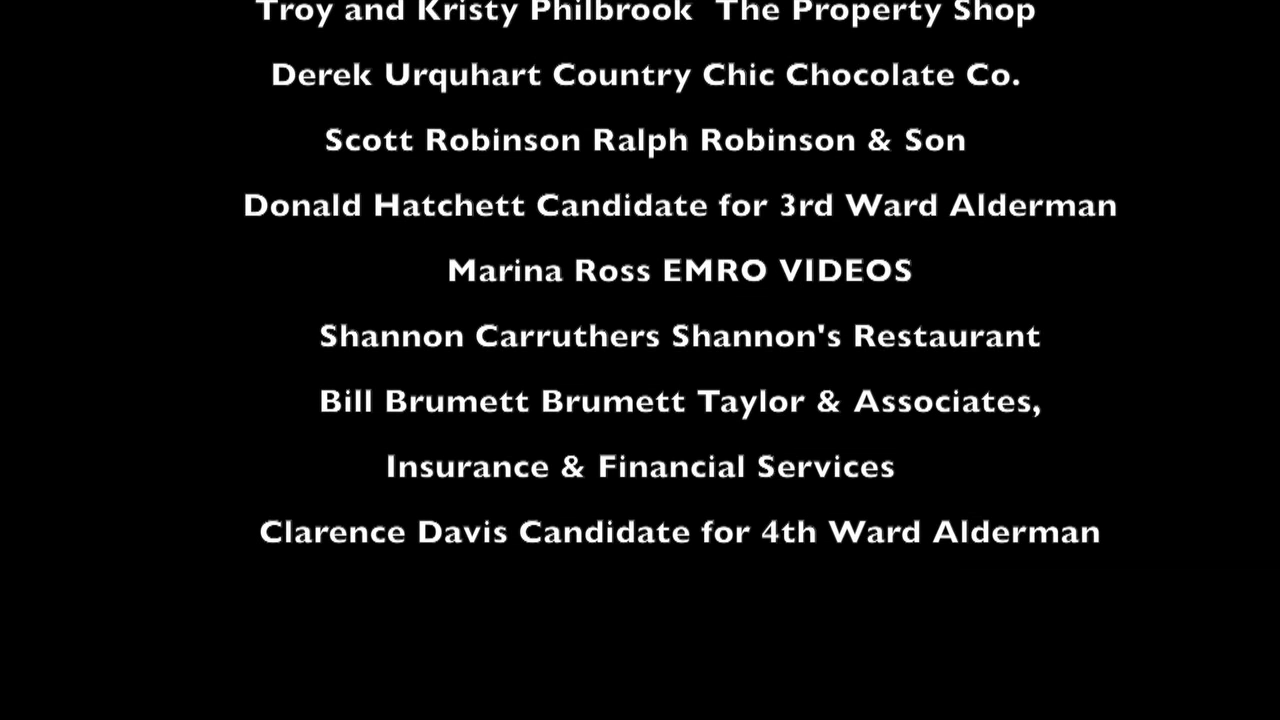 Troy and Kristy Philbrook  The Property Shop
Derek Urquhart Country Chic Chocolate Co.
Scott Robinson Ralph Robinson & Son
Donald Hatchett Candidate for 3rd Ward Alderman
Marina Ross EMRO VIDEOS
Shannon Carruthers Shannon's Restaurant
Bill Brumett Brumett Taylor & Associates,
Insurance & Financial Services
Clarence Davis Candidate for 4th Ward Alderman